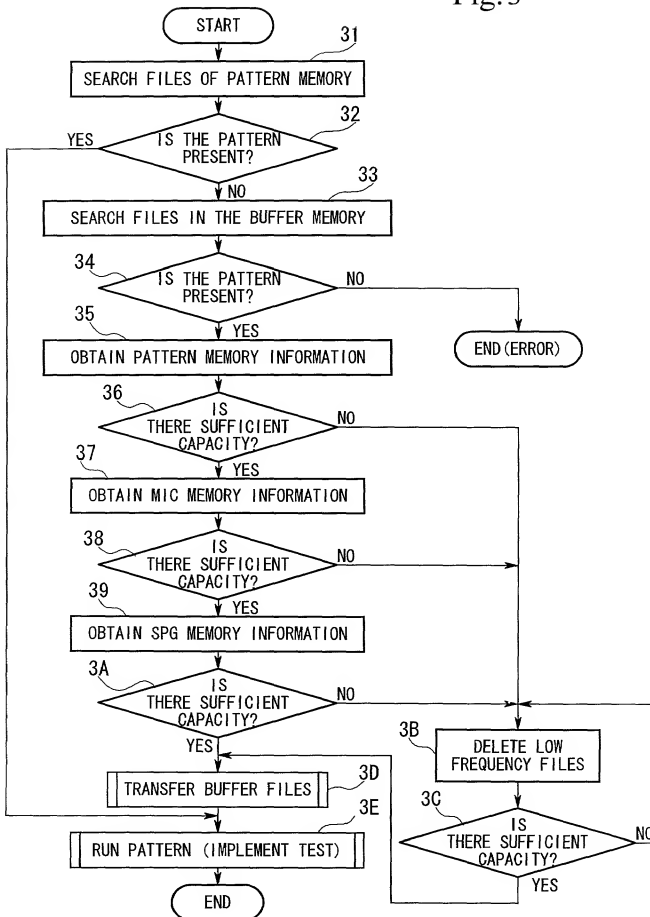 Fig. 3
START
31
SEARCH FILES OF PATTERN MEMORY
32
YES
IS THE PATTERN
PRESENT?
33
NO
SEARCH FILES IN THE BUFFER MEMORY
34
IS THE PATTERN
PRESENT?
NO
35
YES
END(ERROR)
OBTAIN PATTERN MEMORY INFORMATION
36
IS
THERE SUFFICIENT
CAPACITY?
NO
37
YES
OBTAIN MIC MEMORY INFORMATION
38
IS
THERE SUFFICIENT
CAPACITY?
NO
39
YES
OBTAIN SPG MEMORY INFORMATION
3A
IS
THERE SUFFICIENT
CAPACITY?
NO
YES
3B
DELETE LOW
FREQUENCY FILES
TRANSFER BUFFER FILES
3D
3C
IS
THERE SUFFICIENT
CAPACITY?
NO
YES
3E
RUN PATTERN (IMPLEMENT TEST)
END